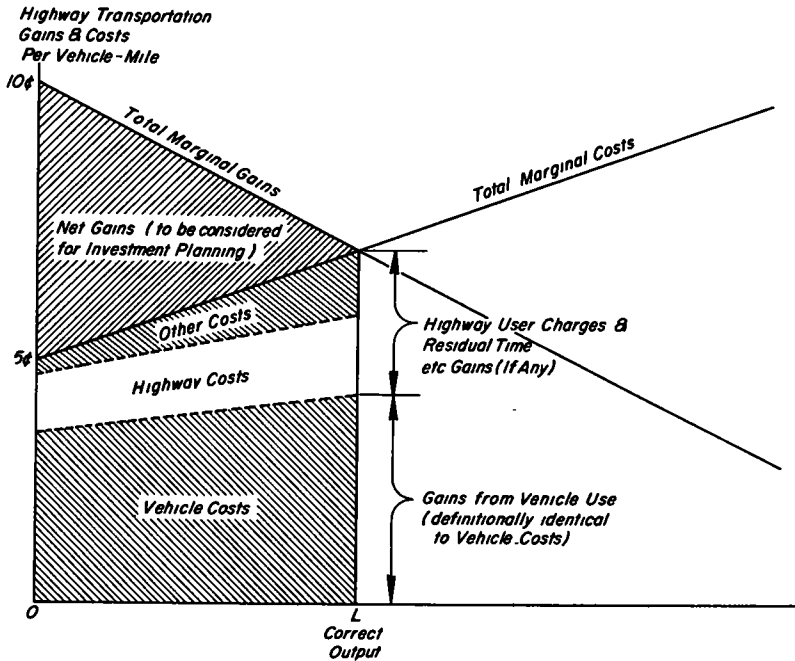 Highway Transportation
Gains & Costs
Per Vehicle-Mile
10¢
Total Marginal Gains
Total Marginal Costs
Net Gains (to be considered
for Investment Planning)
Other Costs
Highway User Charges &
Residual Time
etc Gains (If Any)
5¢
Highway Costs
Vehicle Costs
Gains from Vehicle Use
(definitionally identical
to Vehicle Costs)
O
L
Correct
Output